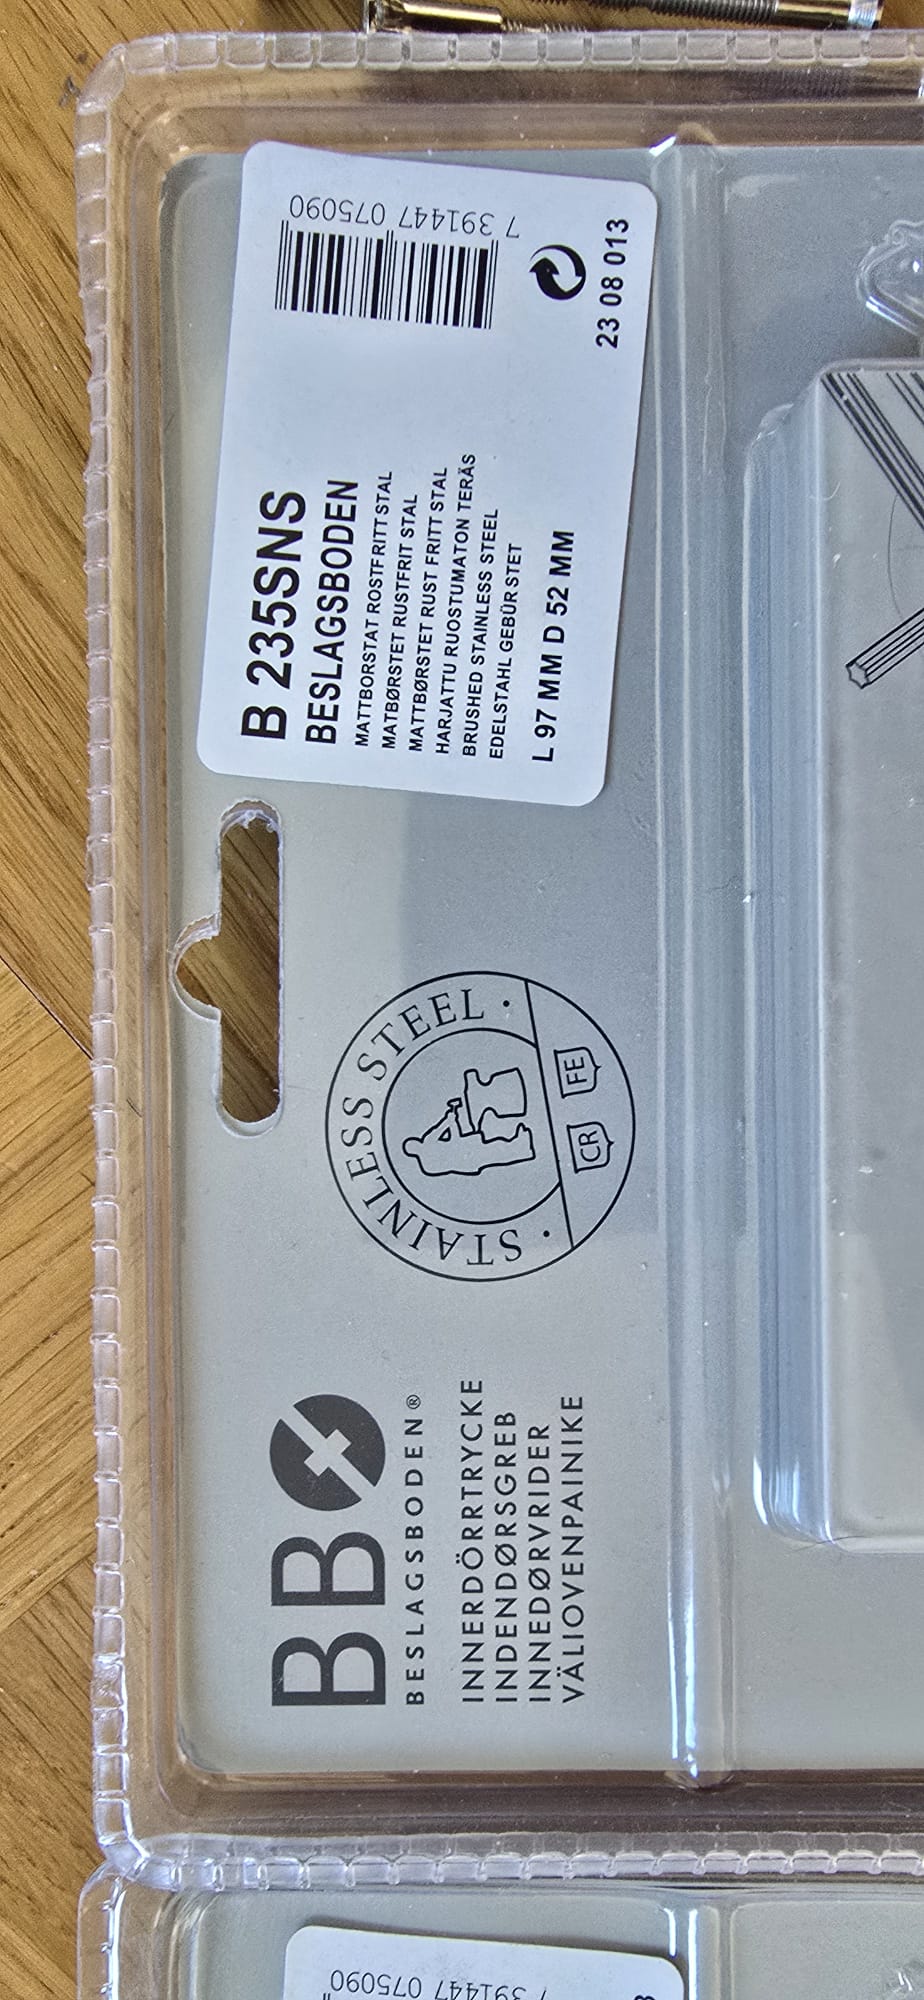 BB
BESLAGSBODEN®
INNERDÖRRTRYCKE
INDENDØRSGREB
INNEDØRVRIDER
VÄLIOVENPAINIKE
· STAINLESS STEEL ·
CR FE
B 235SNS
BESLAGSBODEN
MATTBORSTAT ROSTFRITT STAL
MATBØRSTET RUSTFRIT STAL
MATTBØRSTET RUST FRITT STAL
HARJATTU RUOSTUMATON TERÄS
BRUSHED STAINLESS STEEL
EDELSTAHL GEBÜR STET
L 97 MM D 52 MM
7 391447 075090
23 08 013
7 391447 075090